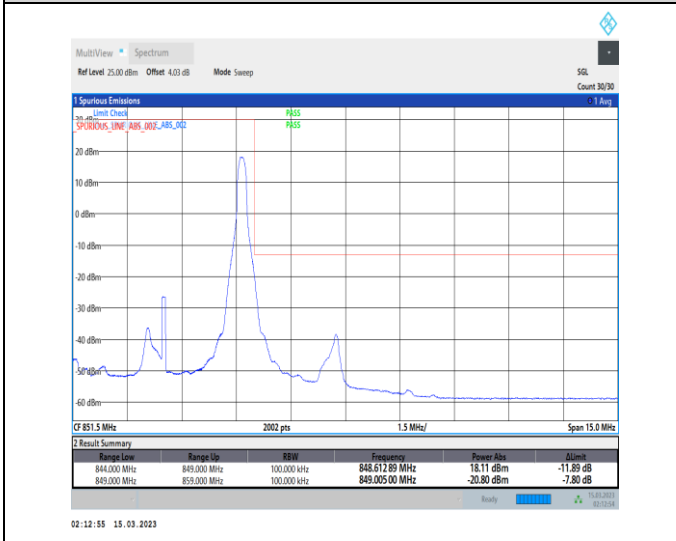 MultiView Spectrum
Ref Level 25.00 dBm Offset 4.03 dB Mode Sweep SGL
Count 30/30
1 Spurious Emissions 1 Avg
Limit Check PASS
30 dBm
_SPURIOUS_LINE_ABS_002_ABS_002 PASS
20 dBm
10 dBm
0 dBm
-10 dBm
-20 dBm
-30 dBm
-40 dBm
-50 dBm
-60 dBm
CF 851.5 MHz 2002 pts 1.5 MHz/ Span 15.0 MHz
2 Result Summary
Range Low Range Up RBW Frequency Power Abs ΔLimit
844.000 MHz 849.000 MHz 100.000 kHz 848.612 89 MHz 18.11 dBm -11.89 dB
849.000 MHz 859.000 MHz 100.000 kHz 849.005 00 MHz -20.80 dBm -7.80 dB
Ready 15.03.2023
02:12:54
02:12:55 15.03.2023